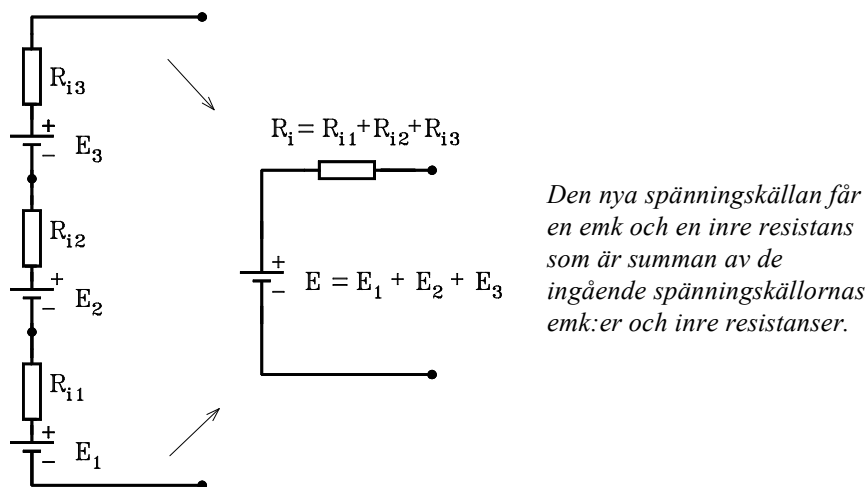 R_i3
+
E_3
−
R_i2
+
E_2
−
R_i1
+
E_1
−
R_i = R_i1+R_i2+R_i3
+
−
E = E_1 + E_2 + E_3
Den nya spänningskällan får
en emk och en inre resistans
som är summan av de
ingående spänningskällornas
emk:er och inre resistanser.